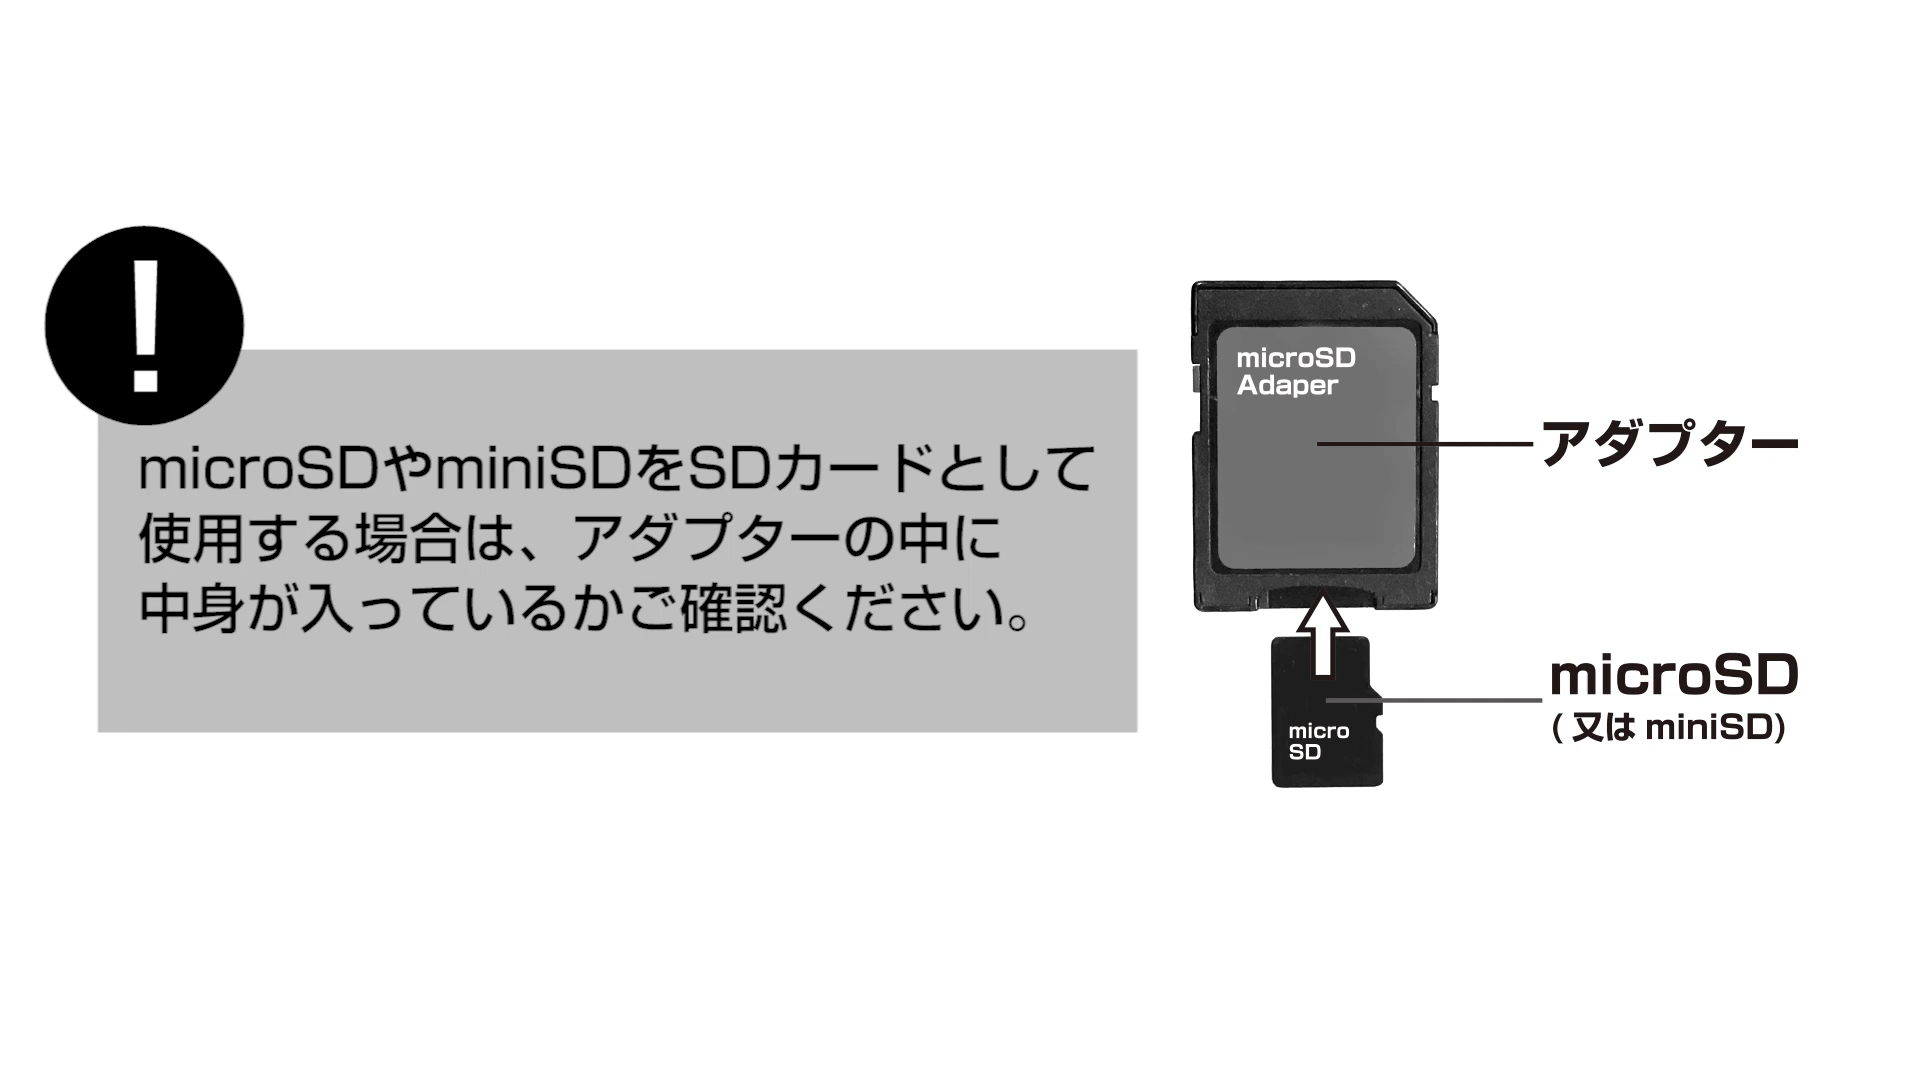 !
microSDやminiSDをSDカードとして
使用する場合は、アダプターの中に
中身が入っているかご確認ください。
microSD
Adaper
アダプター
micro
SD
microSD
( 又は miniSD)